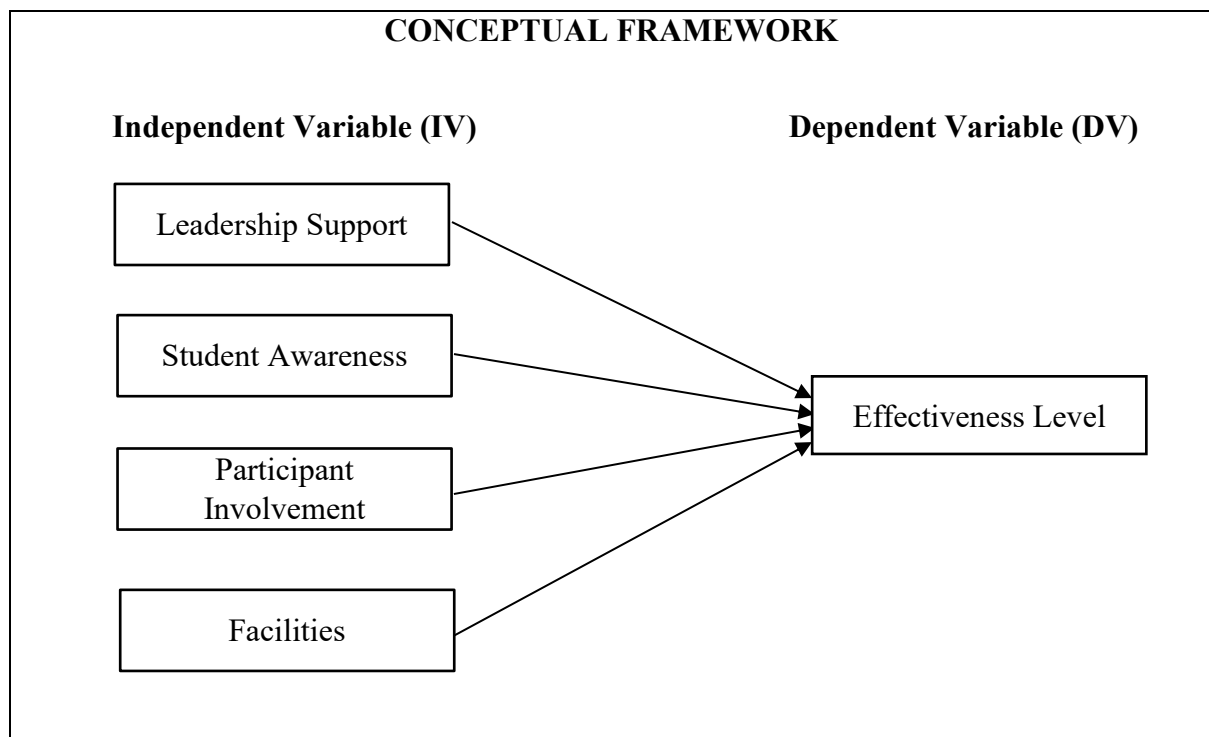 CONCEPTUAL FRAMEWORK
Independent Variable (IV)
Dependent Variable (DV)
Leadership Support
Student Awareness
Participant
Involvement
Facilities
Effectiveness Level